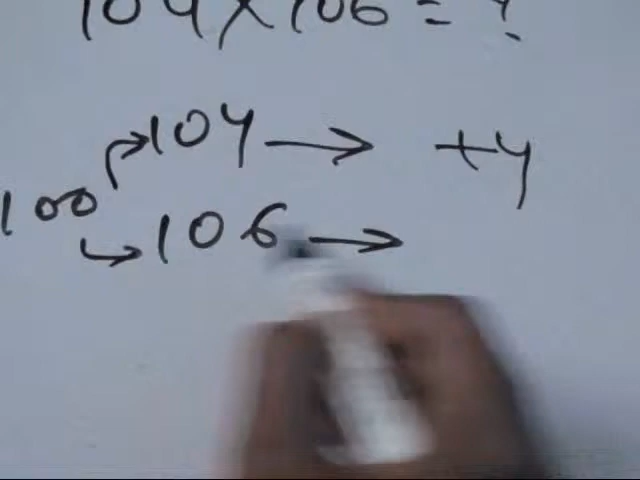 104 × 106 = ?
104 → +4
100
106 →